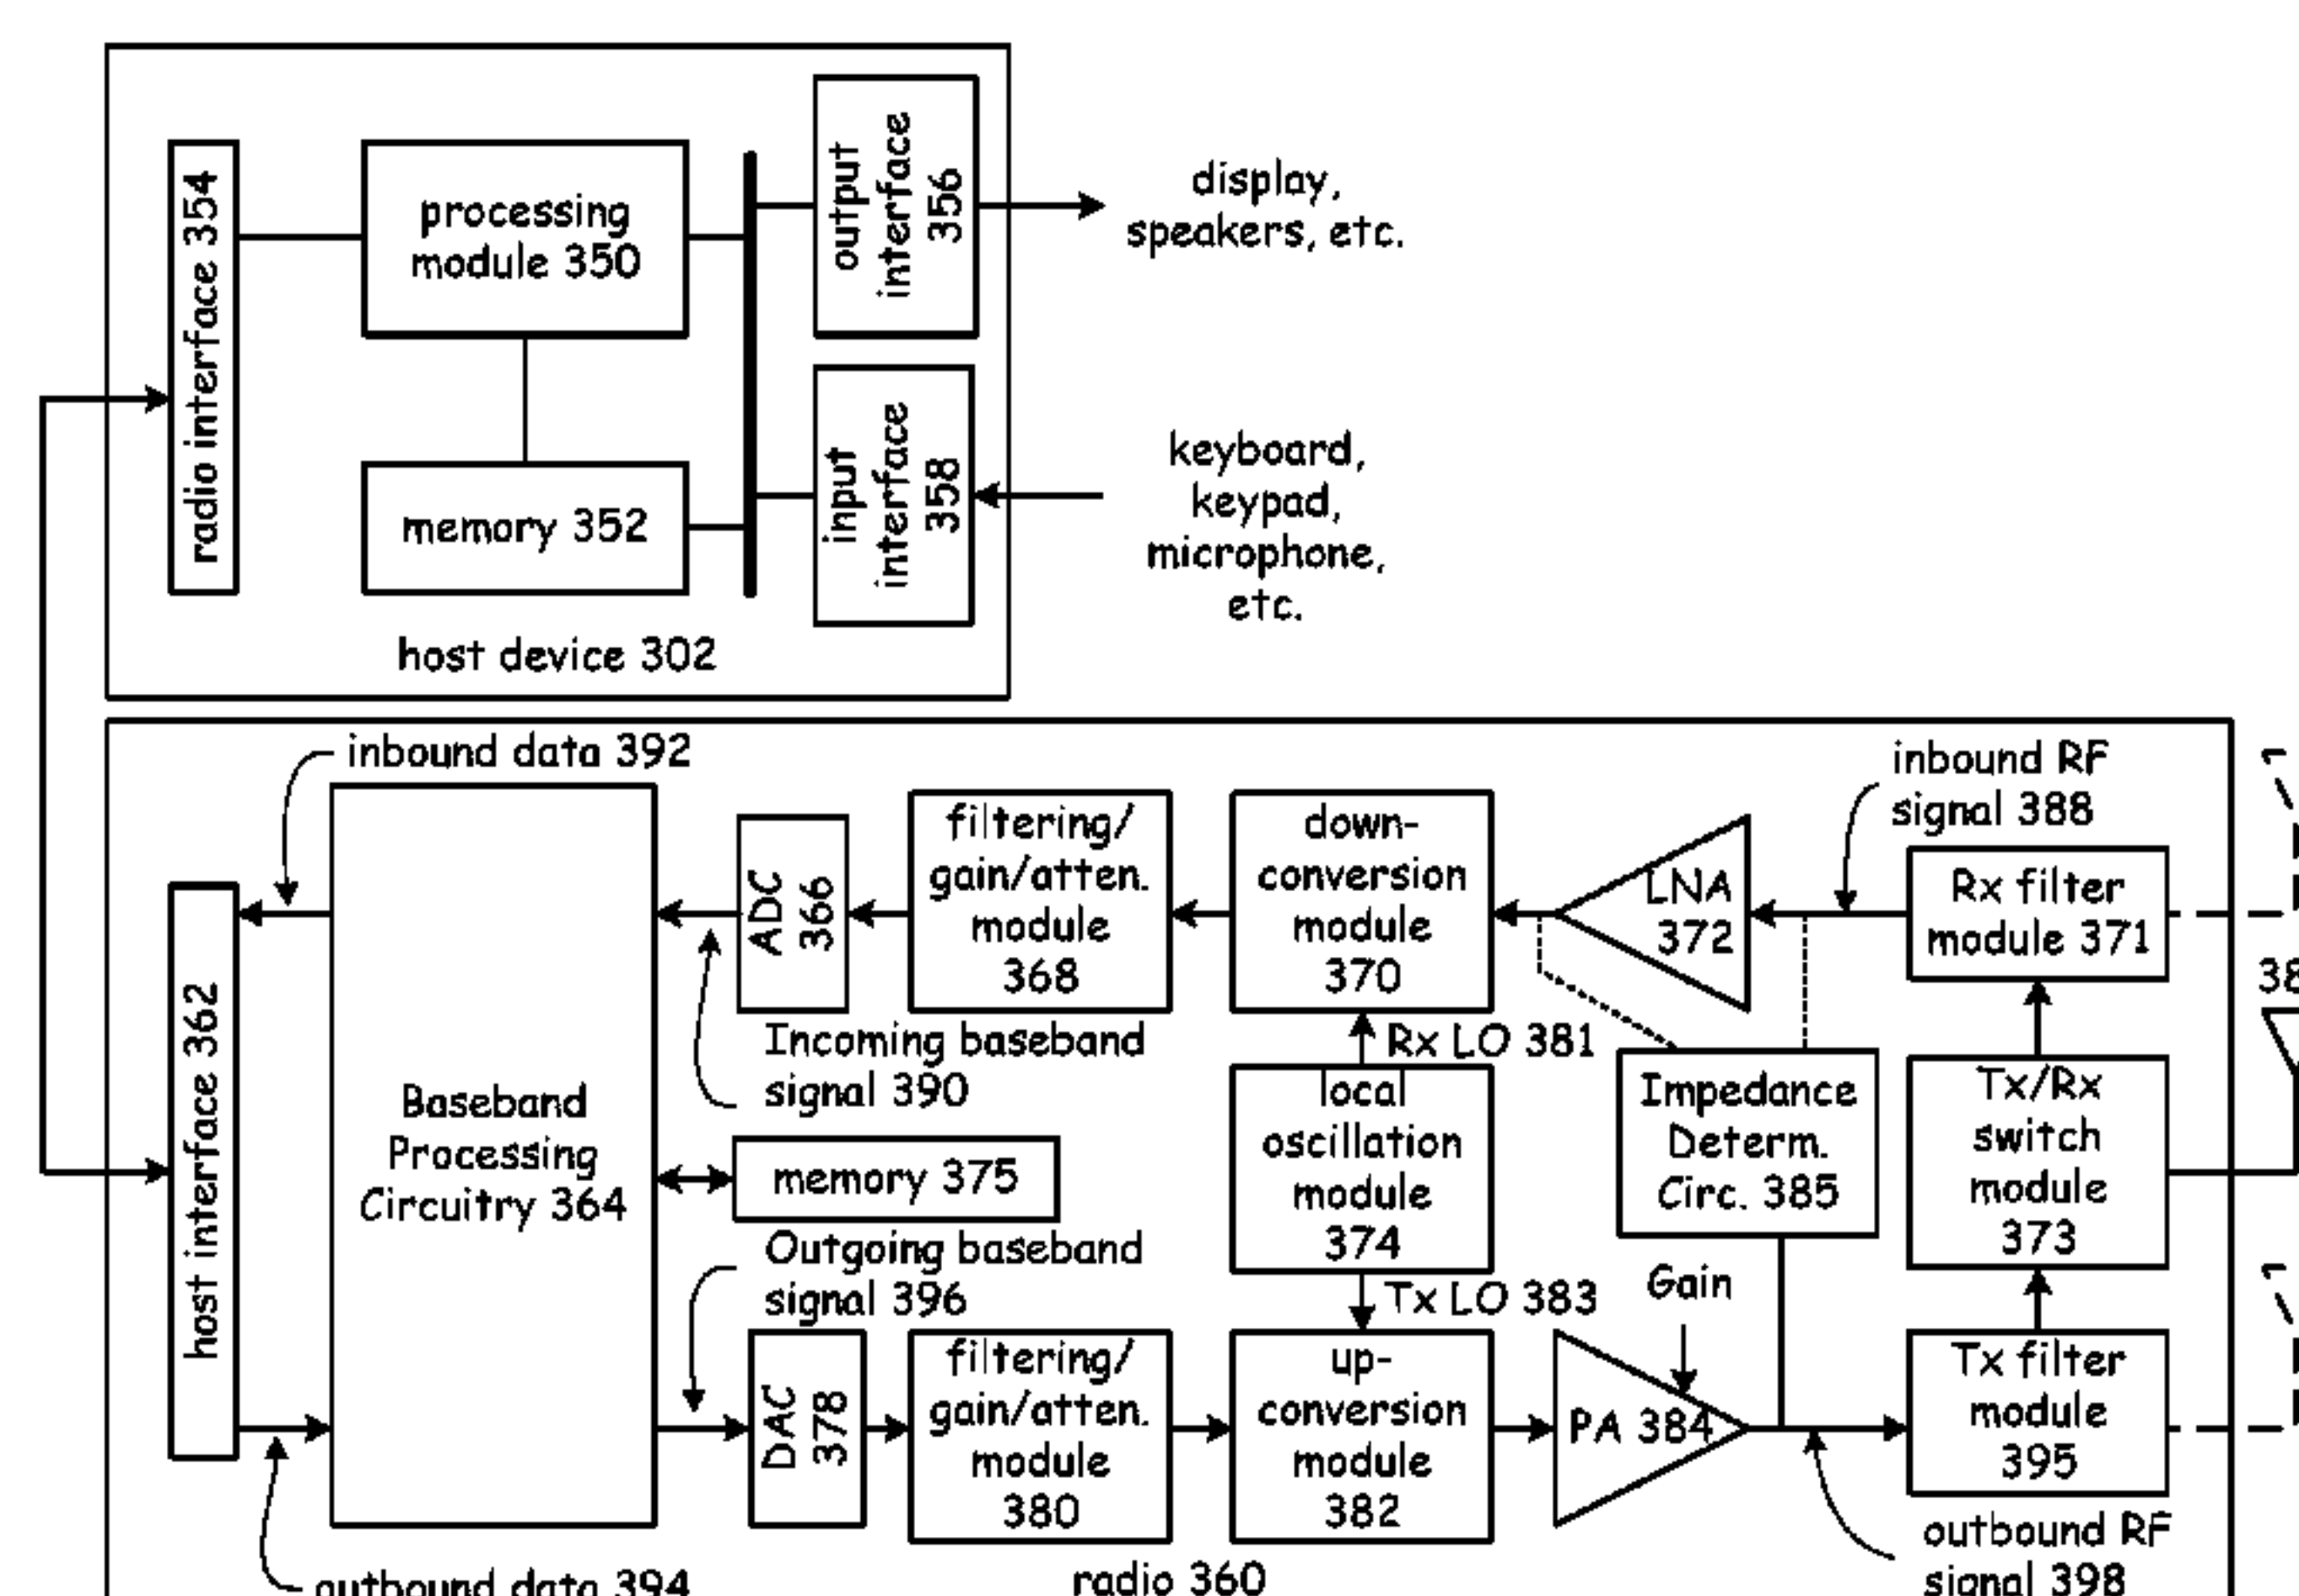 radio interface 354
processing
module 350
memory 352
output
interface
356
input
interface
358
display,
speakers, etc.
keyboard,
keypad,
microphone,
etc.
host device 302
inbound data 392
host interface 362
Baseband
Processing
Circuitry 364
ADC
366
filtering/
gain/atten.
module
368
down-
conversion
module
370
LNA
372
inbound RF
signal 388
Rx filter
module 371
Incoming baseband
signal 390
Rx LO 381
memory 375
local
oscillation
module
374
Impedance
Determ.
Circ. 385
Tx/Rx
switch
module
373
Outgoing baseband
signal 396
Tx LO 383
Gain
DAC
378
filtering/
gain/atten.
module
380
up-
conversion
module
382
PA 384
Tx filter
module
395
outbound RF
signal 398
outbound data 394
radio 360